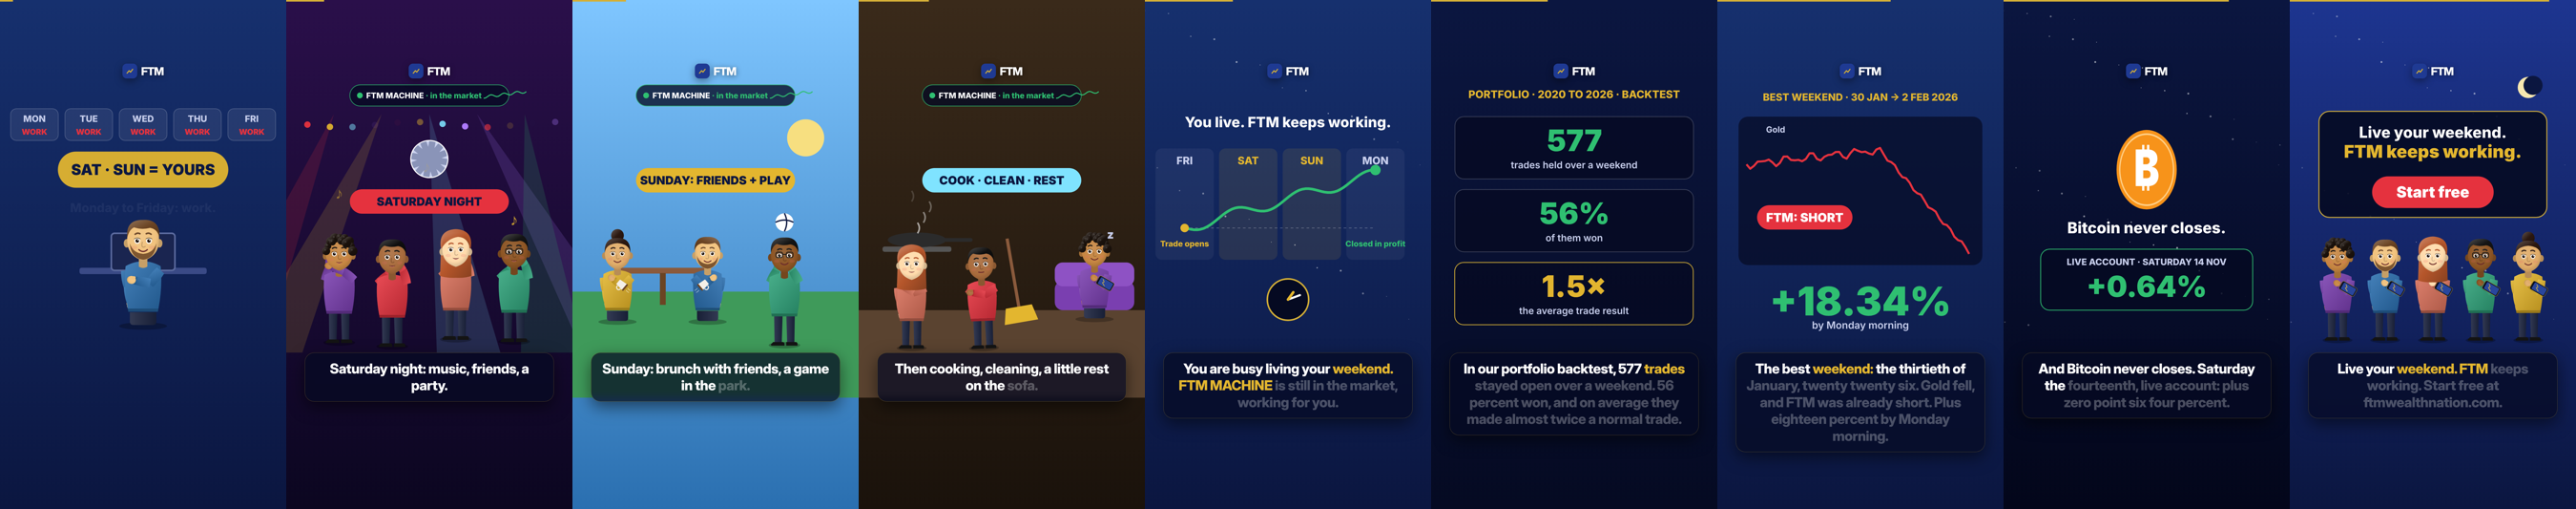 FTM
MON
WORK
TUE
WORK
WED
WORK
THU
WORK
FRI
WORK
SAT · SUN = YOURS
Monday to Friday: work.
FTM
FTM MACHINE · in the market
SATURDAY NIGHT
Saturday night: music, friends, a
party.
FTM
FTM MACHINE · in the market
SUNDAY: FRIENDS + PLAY
Sunday: brunch with friends, a game
in the park.
FTM
FTM MACHINE · in the market
COOK · CLEAN · REST
z
Then cooking, cleaning, a little rest
on the sofa.
FTM
You live. FTM keeps working.
FRI
SAT
SUN
MON
Trade opens
Closed in profit
You are busy living your weekend.
FTM MACHINE is still in the market,
working for you.
FTM
PORTFOLIO · 2020 TO 2026 · BACKTEST
577
trades held over a weekend
56%
of them won
1.5×
the average trade result
In our portfolio backtest, 577 trades
stayed open over a weekend. 56
percent won, and on average they
made almost twice a normal trade.
FTM
BEST WEEKEND · 30 JAN → 2 FEB 2026
Gold
FTM: SHORT
+18.34%
by Monday morning
The best weekend: the thirtieth of
January, twenty twenty six. Gold fell,
and FTM was already short. Plus
eighteen percent by Monday
morning.
FTM
₿
Bitcoin never closes.
LIVE ACCOUNT · SATURDAY 14 NOV
+0.64%
And Bitcoin never closes. Saturday
the fourteenth, live account: plus
zero point six four percent.
FTM
Live your weekend.
FTM keeps working.
Start free
Live your weekend. FTM keeps
working. Start free at
ftmwealthnation.com.